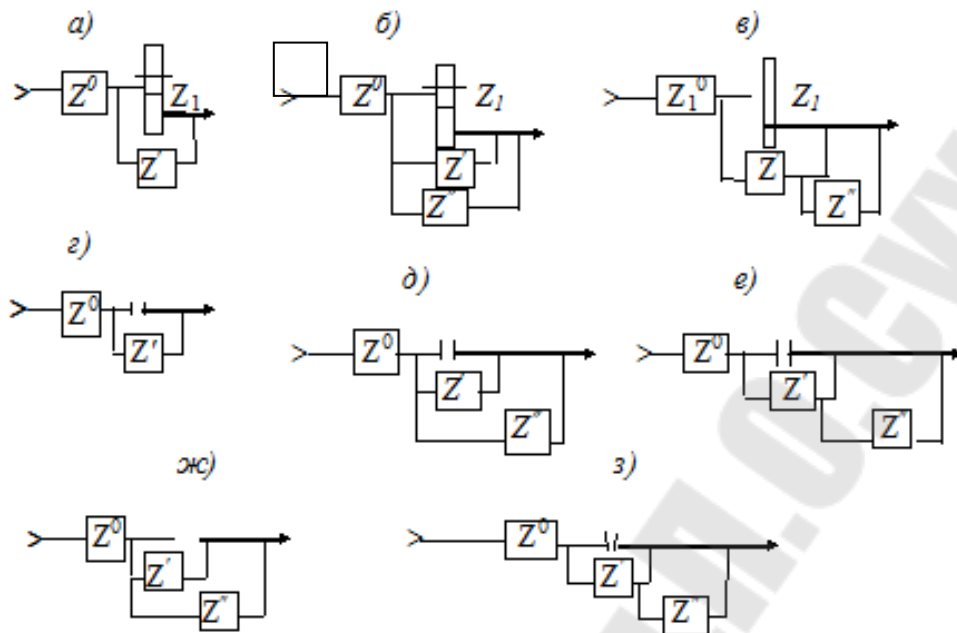 а) б) в)
Z⁰ Z₁ Z⁰ Z₁ Z₁⁰ Z₁
Z' Z' Z'
Z" Z"
г)
д) е)
Z⁰
Z⁰ Z⁰
Z'
Z' Z'
Z" Z"
ж) з)
Z⁰ Z⁰
Z' Z'
Z" Z"